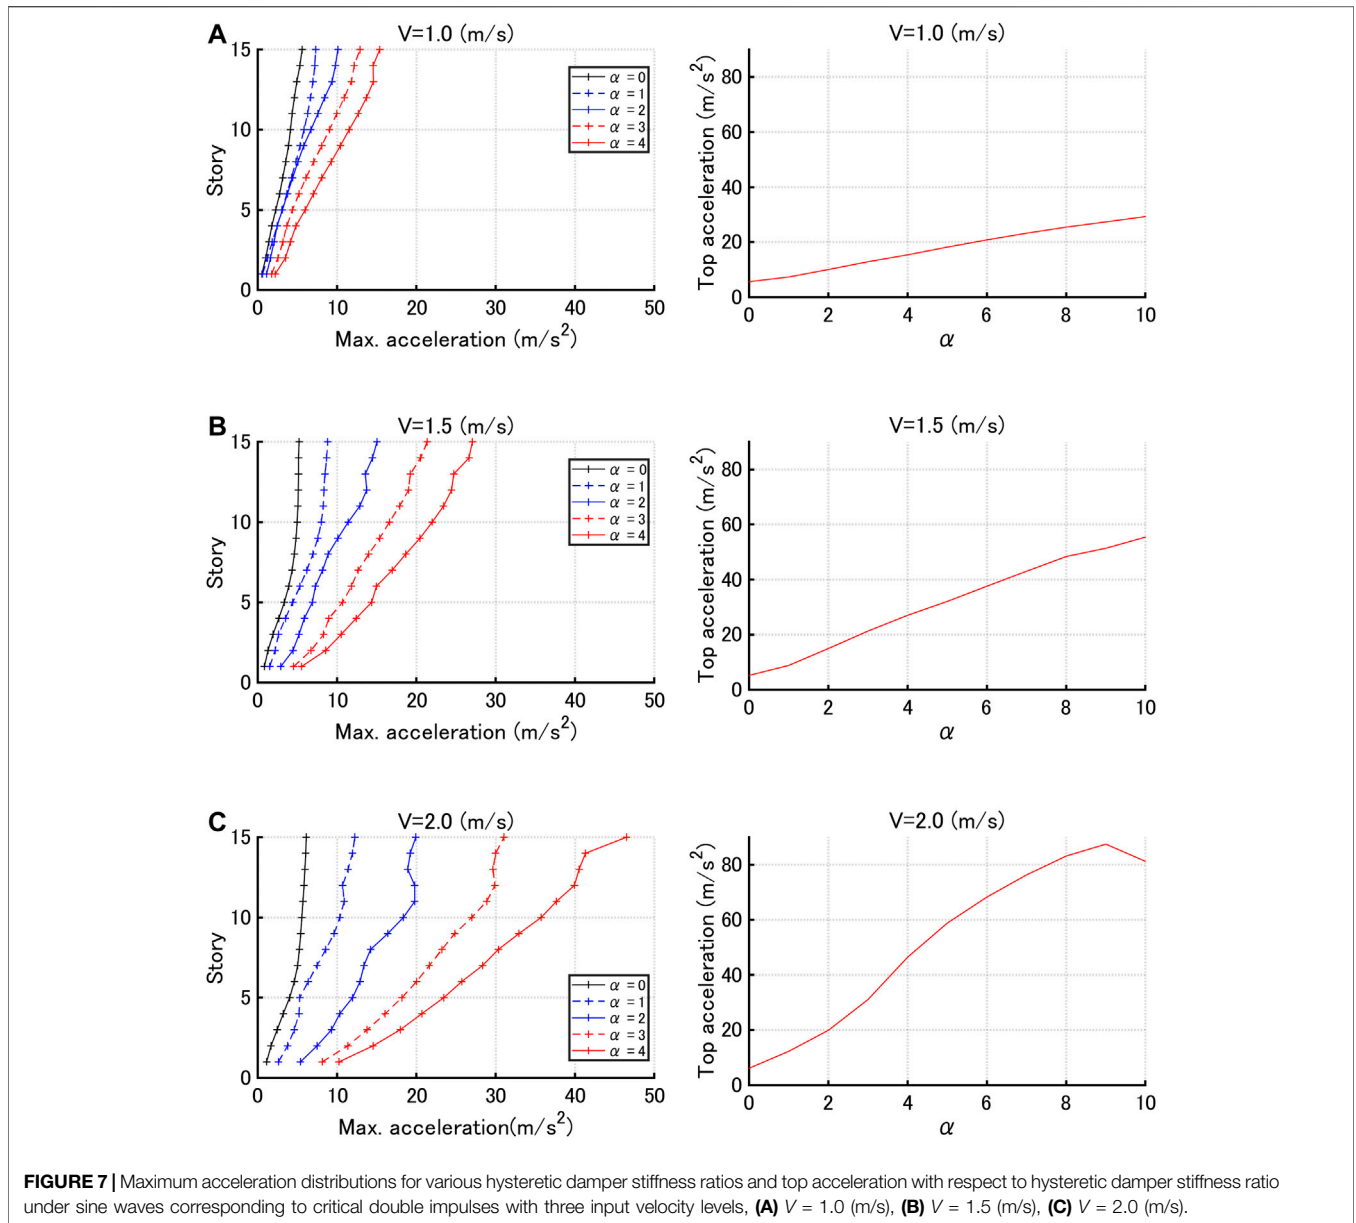 A
V=1.0 (m/s)
15
10
5
0
Story
0 10 20 30 40 50
Max. acceleration (m/s²)
α = 0
α = 1
α = 2
α = 3
α = 4
V=1.0 (m/s)
80
60
40
20
0
Top acceleration (m/s²)
0 2 4 6 8 10
α
B
V=1.5 (m/s)
15
10
5
0
Story
0 10 20 30 40 50
Max. acceleration (m/s²)
α = 0
α = 1
α = 2
α = 3
α = 4
V=1.5 (m/s)
80
60
40
20
0
Top acceleration (m/s²)
0 2 4 6 8 10
α
C
V=2.0 (m/s)
15
10
5
0
Story
0 10 20 30 40 50
Max. acceleration(m/s²)
α = 0
α = 1
α = 2
α = 3
α = 4
V=2.0 (m/s)
80
60
40
20
0
Top acceleration (m/s²)
0 2 4 6 8 10
α
FIGURE 7 | Maximum acceleration distributions for various hysteretic damper stiffness ratios and top acceleration with respect to hysteretic damper stiffness ratio
under sine waves corresponding to critical double impulses with three input velocity levels, (A) V = 1.0 (m/s), (B) V = 1.5 (m/s), (C) V = 2.0 (m/s).